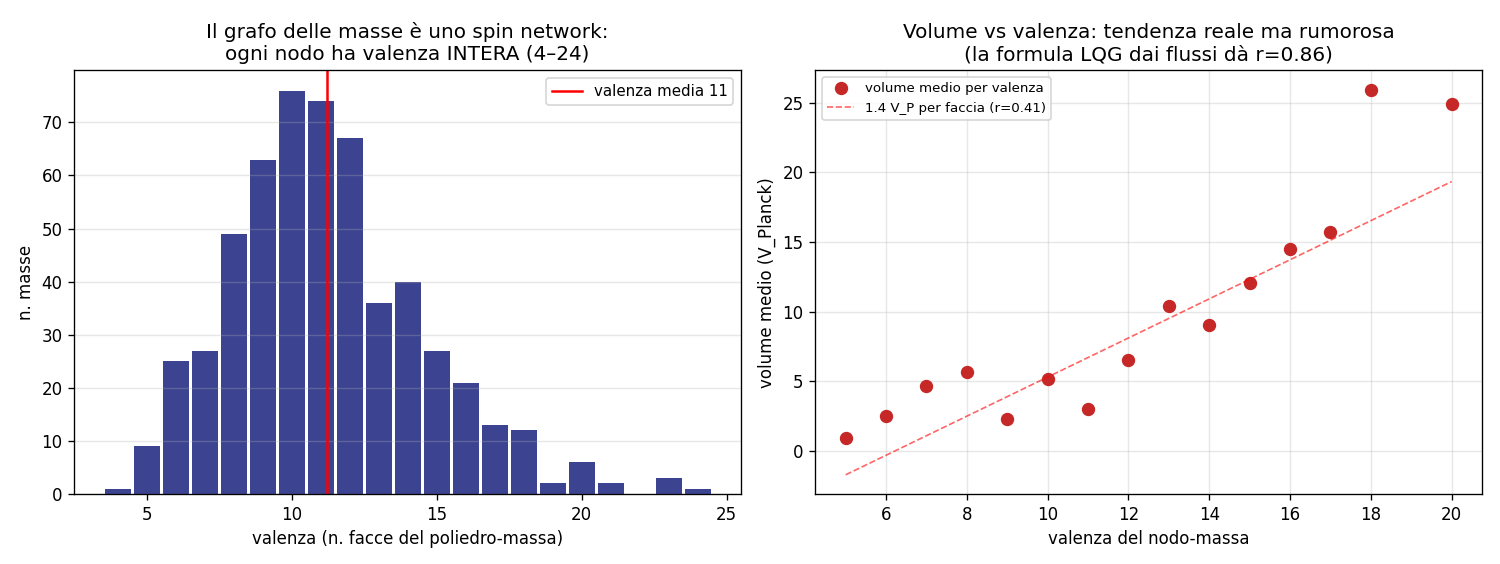 Il grafo delle masse è uno spin network:
ogni nodo ha valenza INTERA (4–24)
valenza media 11
n. masse
70
60
50
40
30
20
10
0
5
10
15
20
25
valenza (n. facce del poliedro-massa)
Volume vs valenza: tendenza reale ma rumorosa
(la formula LQG dai flussi dà r=0.86)
volume medio per valenza
1.4 V_P per faccia (r=0.41)
volume medio (V_Planck)
25
20
15
10
5
0
6
8
10
12
14
16
18
20
valenza del nodo-massa